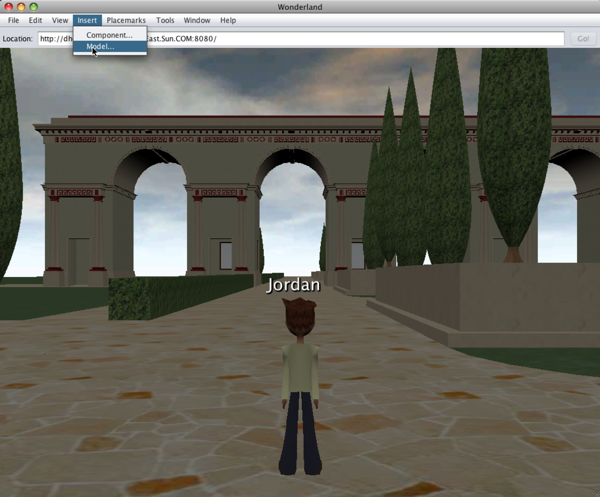 Wonderland
File Edit View Insert Placemarks Tools Window Help
Location: http://dh East.Sun.COM:8080/ Go!
Component...
Model...
Jordan